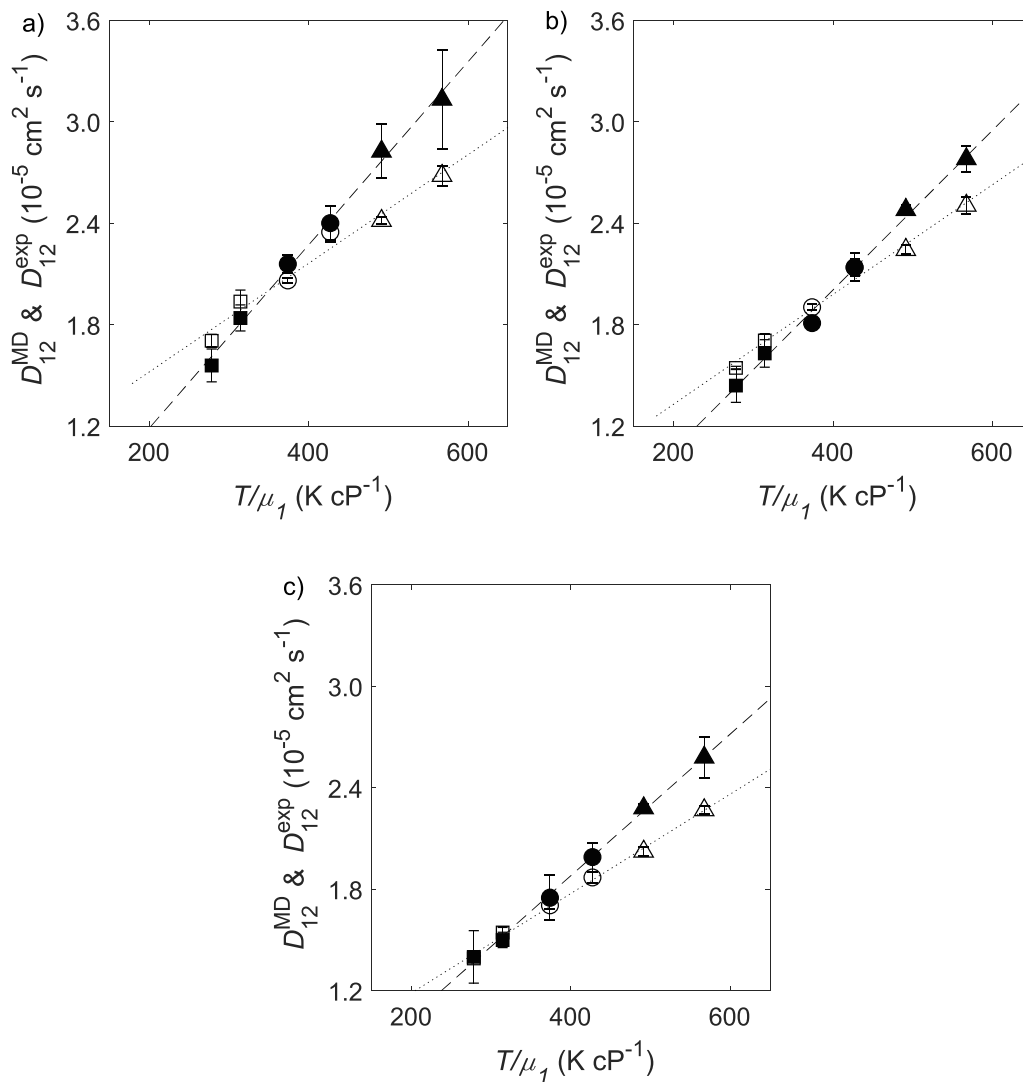 a)
3.6
3.0
2.4
1.8
1.2
D₁₂ᴹᴰ & D₁₂ᵉˣᵖ (10⁻⁵ cm² s⁻¹)
200 400 600
T/μ₁ (K cP⁻¹)
b)
3.6
3.0
2.4
1.8
1.2
D₁₂ᴹᴰ & D₁₂ᵉˣᵖ (10⁻⁵ cm² s⁻¹)
200 400 600
T/μ₁ (K cP⁻¹)
c)
3.6
3.0
2.4
1.8
1.2
D₁₂ᴹᴰ & D₁₂ᵉˣᵖ (10⁻⁵ cm² s⁻¹)
200 400 600
T/μ₁ (K cP⁻¹)